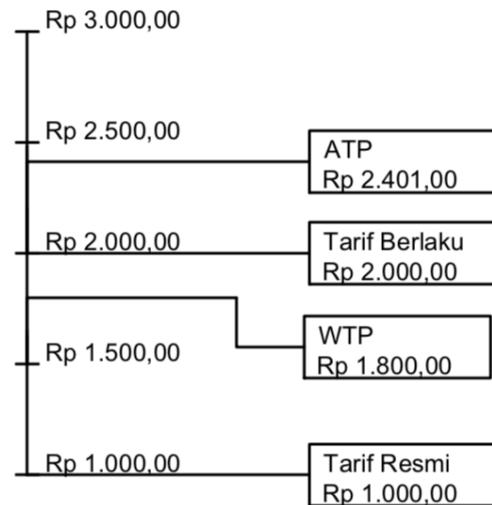 Rp 3.000,00
Rp 2.500,00
ATP
Rp 2.401,00
Rp 2.000,00
Tarif Berlaku
Rp 2.000,00
WTP
Rp 1.800,00
Rp 1.500,00
Rp 1.000,00
Tarif Resmi
Rp 1.000,00